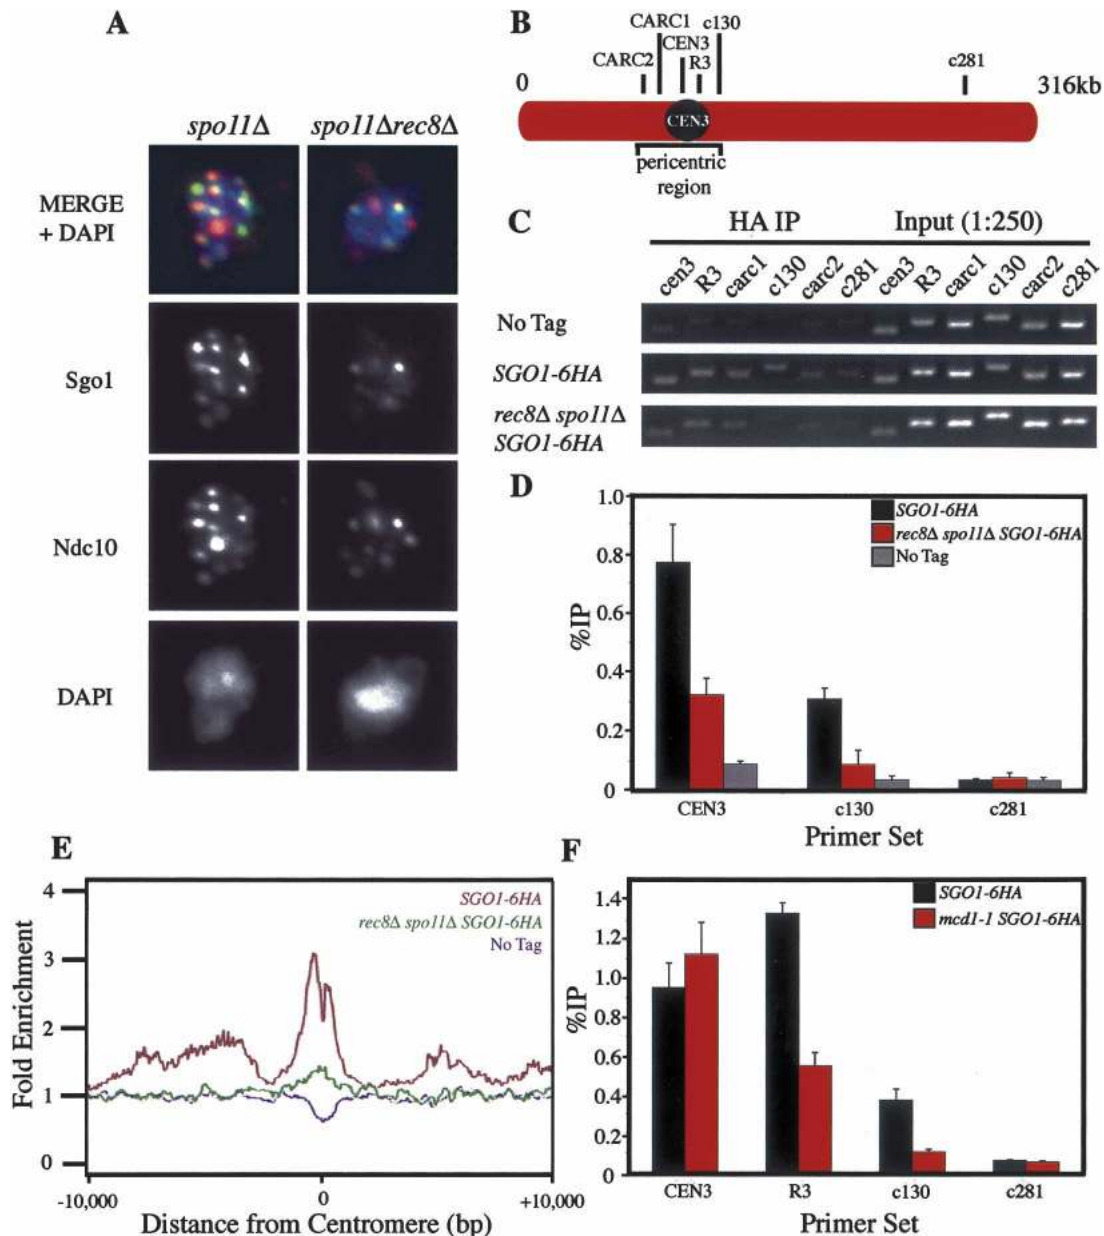 A
spo11Δ
spo11Δrec8Δ
MERGE
+ DAPI
Sgo1
Ndc10
DAPI
B
CARC1
c130
CEN3
CARC2
R3
c281
0
316kb
CEN3
pericentric
region
C
HA IP
Input (1:250)
cen3
R3
carc1
c130
carc2
c281
cen3
R3
carc1
c130
carc2
c281
No Tag
SGO1-6HA
rec8Δ spo11Δ
SGO1-6HA
D
1.0
0.8
0.6
0.4
0.2
0
%IP
SGO1-6HA
rec8Δ spo11Δ SGO1-6HA
No Tag
CEN3
c130
c281
Primer Set
E
4
3
2
1
0
Fold Enrichment
SGO1-6HA
rec8Δ spo11Δ SGO1-6HA
No Tag
-10,000
0
+10,000
Distance from Centromere (bp)
F
1.4
1.2
1.0
0.8
0.6
0.4
0.2
0
%IP
SGO1-6HA
mcd1-1 SGO1-6HA
CEN3
R3
c130
c281
Primer Set